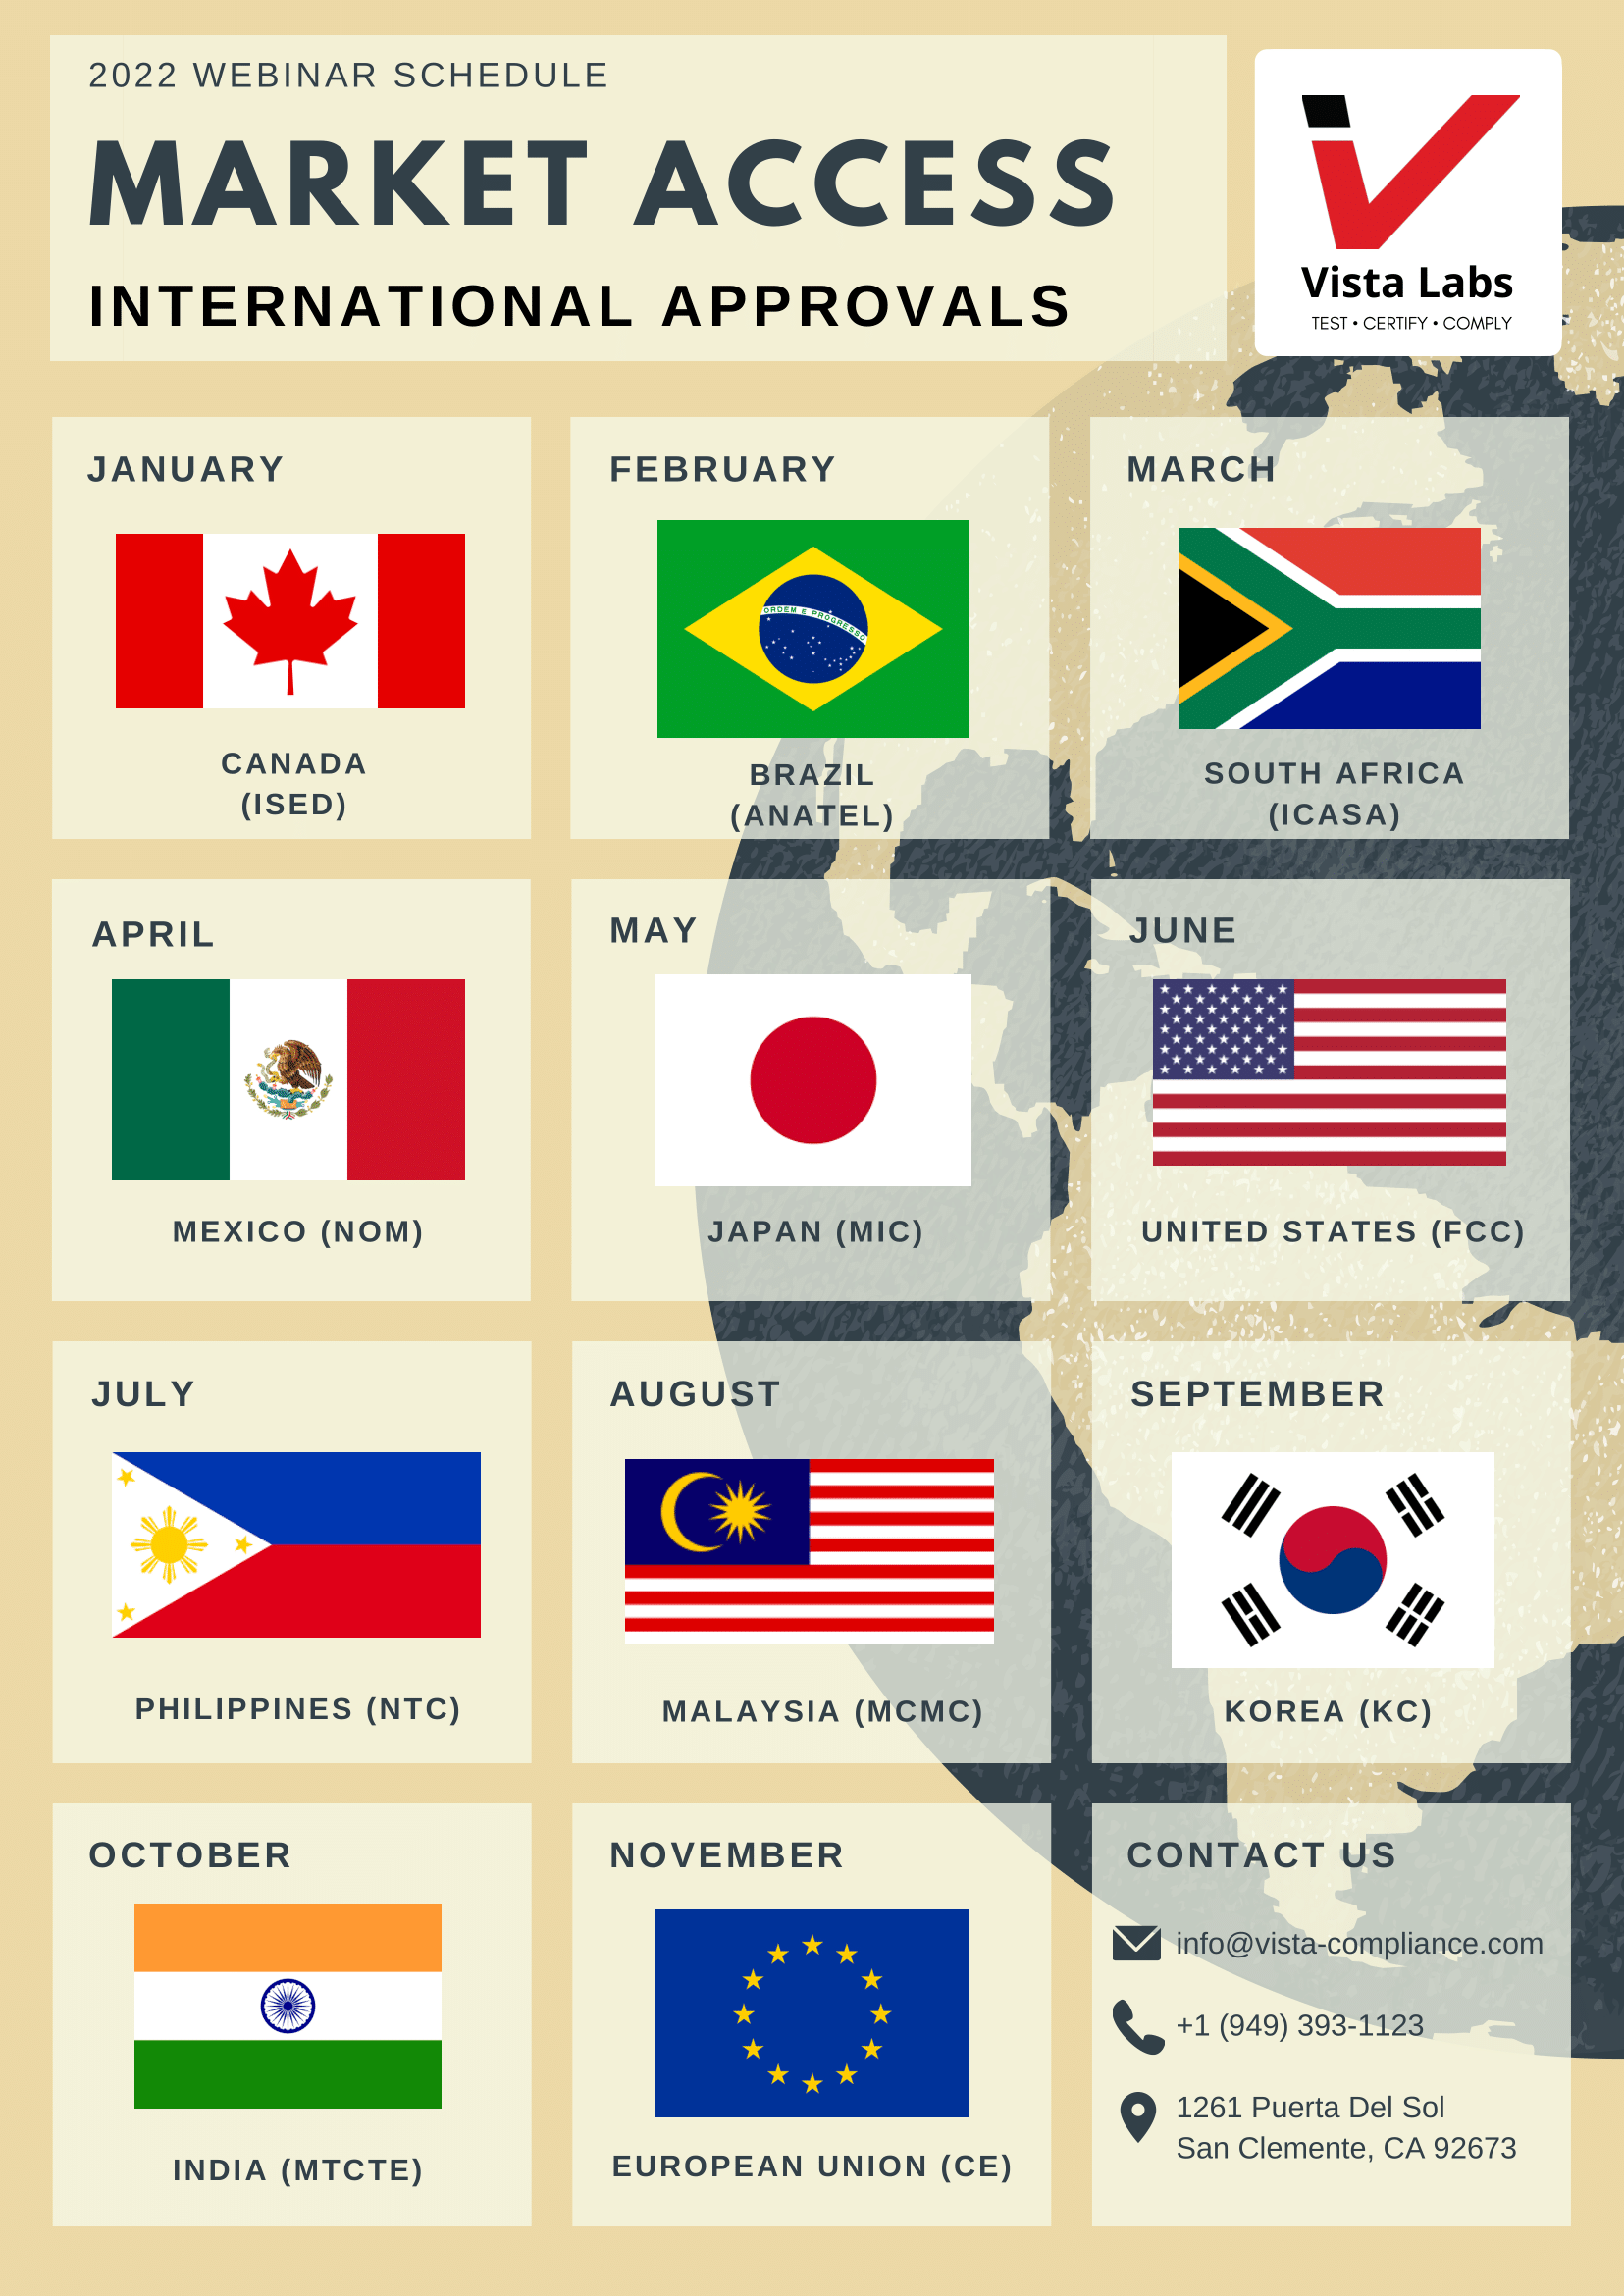 2022 WEBINAR SCHEDULE
MARKET ACCESS
INTERNATIONAL APPROVALS
Vista Labs
TEST • CERTIFY • COMPLY
JANUARY
CANADA
(ISED)
FEBRUARY
ORDEM E PROGRESSO
BRAZIL
(ANATEL)
MARCH
SOUTH AFRICA
(ICASA)
APRIL
MEXICO (NOM)
MAY
JAPAN (MIC)
JUNE
UNITED STATES (FCC)
JULY
PHILIPPINES (NTC)
AUGUST
MALAYSIA (MCMC)
SEPTEMBER
KOREA (KC)
OCTOBER
INDIA (MTCTE)
NOVEMBER
EUROPEAN UNION (CE)
CONTACT US
info@vista-compliance.com
+1 (949) 393-1123
1261 Puerta Del Sol
San Clemente, CA 92673